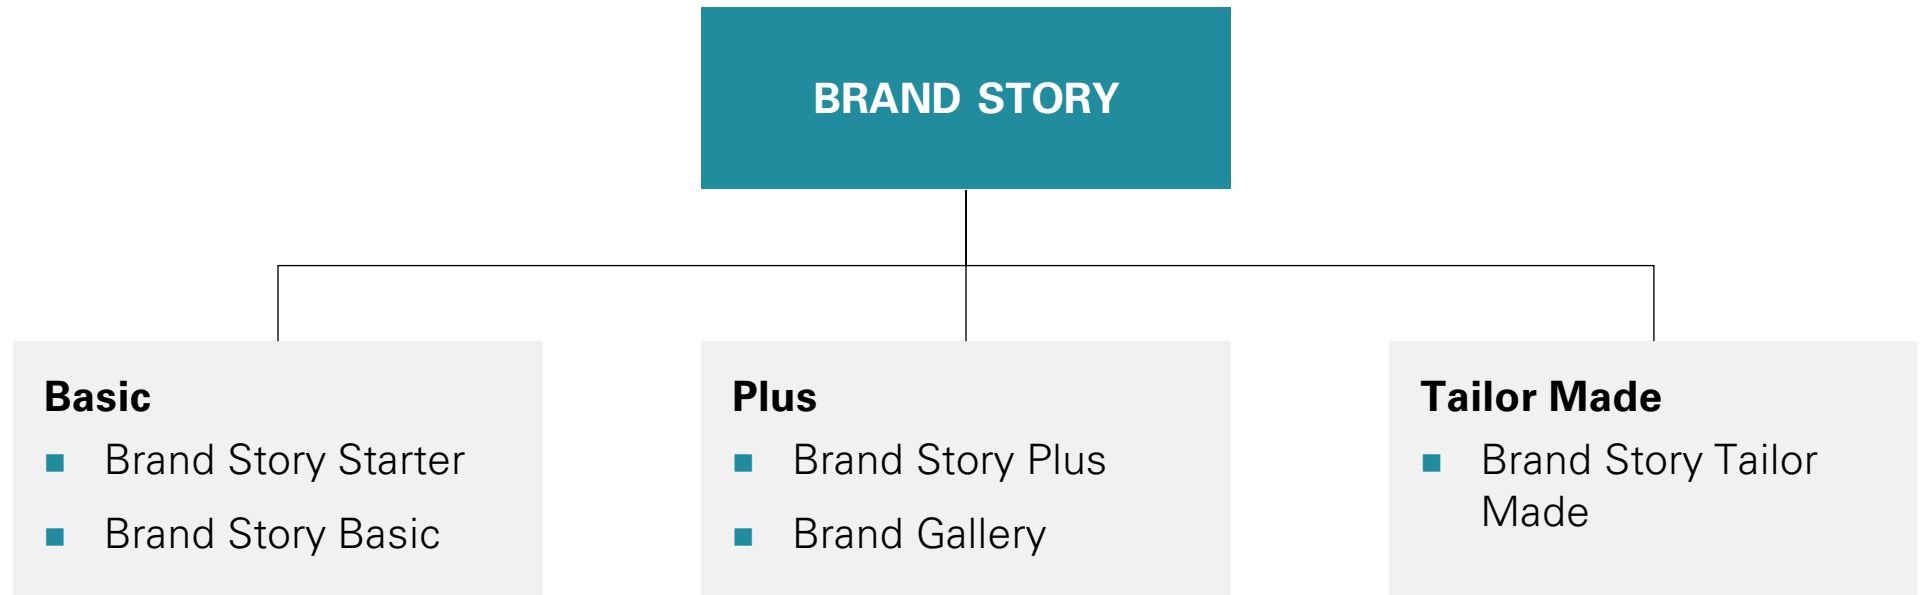 BRAND STORY
Basic
Brand Story Starter
Brand Story Basic
Plus
Brand Story Plus
Brand Gallery
Tailor Made
Brand Story Tailor
Made